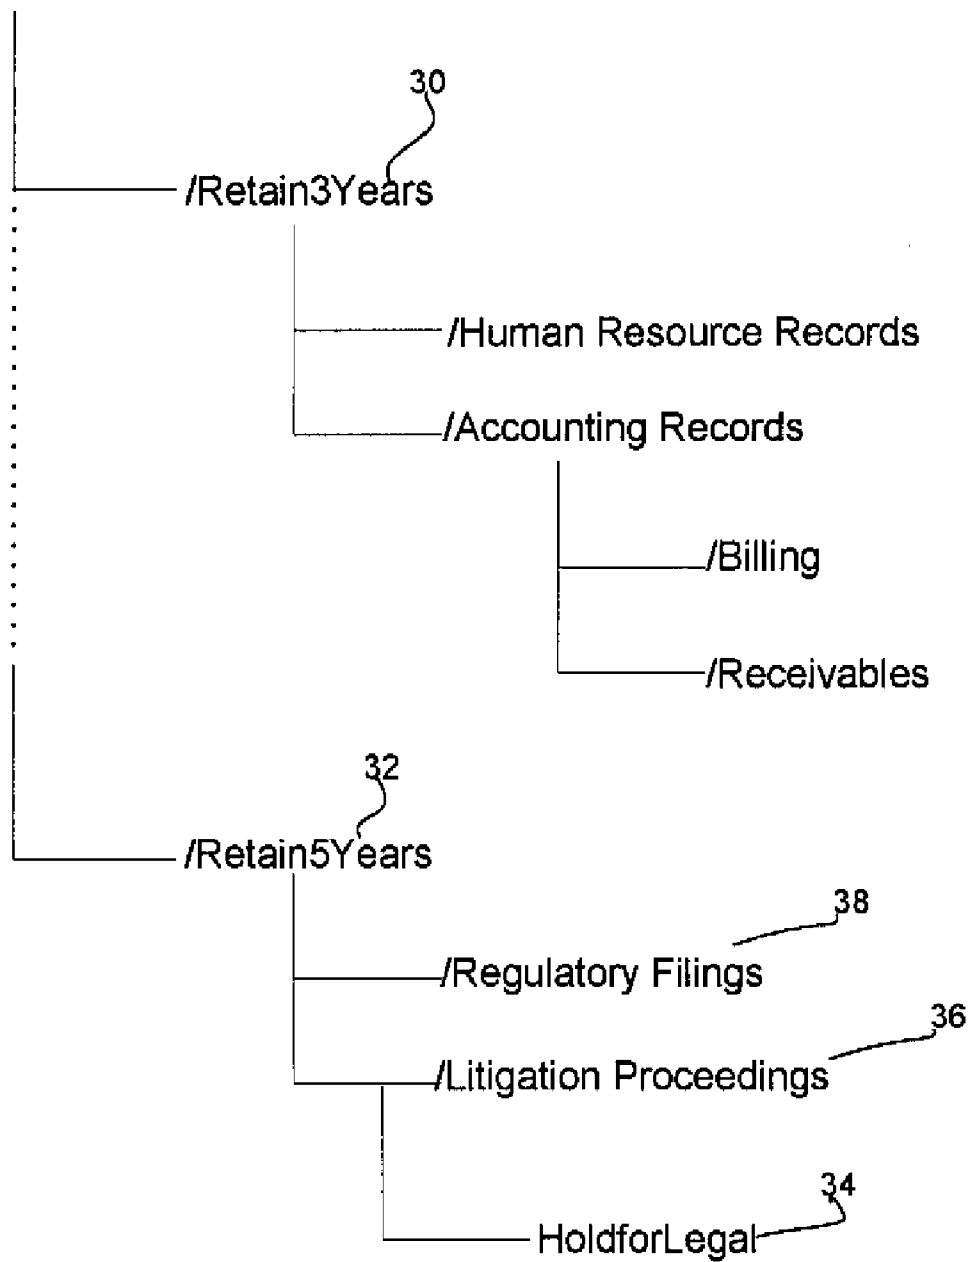 30
/Retain3Years
/Human Resource Records
/Accounting Records
/Billing
/Receivables
32
/Retain5Years
38
/Regulatory Filings
36
/Litigation Proceedings
34
HoldforLegal